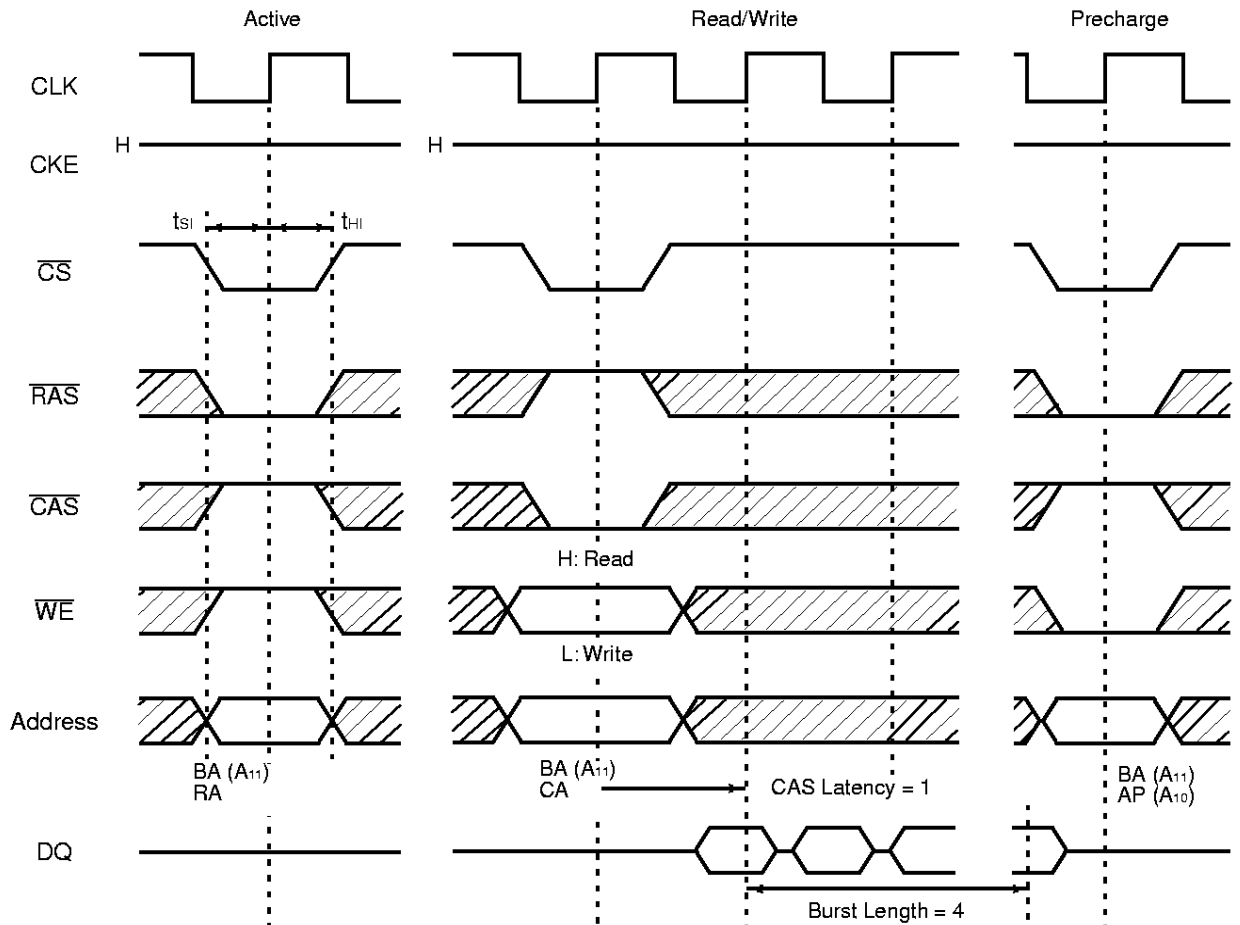 Active Read/Write Precharge
CLK
H H
CKE
tSI tHI
CS
RAS
CAS
H: Read
WE
L: Write
Address
BA (A11) BA (A11) BA (A11)
RA CA CAS Latency = 1 AP (A10)
DQ
Burst Length = 4